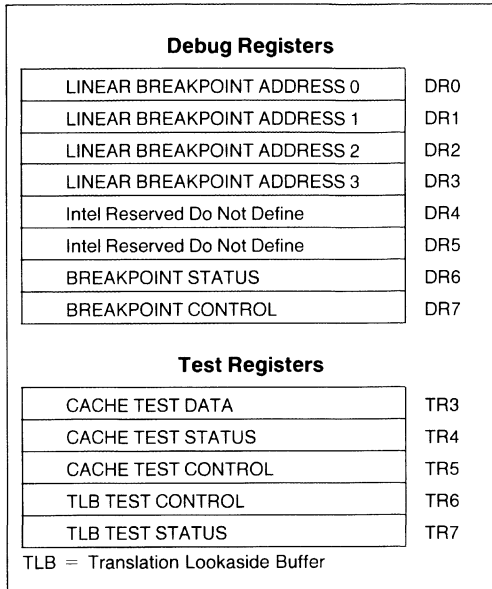 Debug Registers
LINEAR BREAKPOINT ADDRESS 0 DR0
LINEAR BREAKPOINT ADDRESS 1 DR1
LINEAR BREAKPOINT ADDRESS 2 DR2
LINEAR BREAKPOINT ADDRESS 3 DR3
Intel Reserved Do Not Define DR4
Intel Reserved Do Not Define DR5
BREAKPOINT STATUS DR6
BREAKPOINT CONTROL DR7
Test Registers
CACHE TEST DATA TR3
CACHE TEST STATUS TR4
CACHE TEST CONTROL TR5
TLB TEST CONTROL TR6
TLB TEST STATUS TR7
TLB = Translation Lookaside Buffer